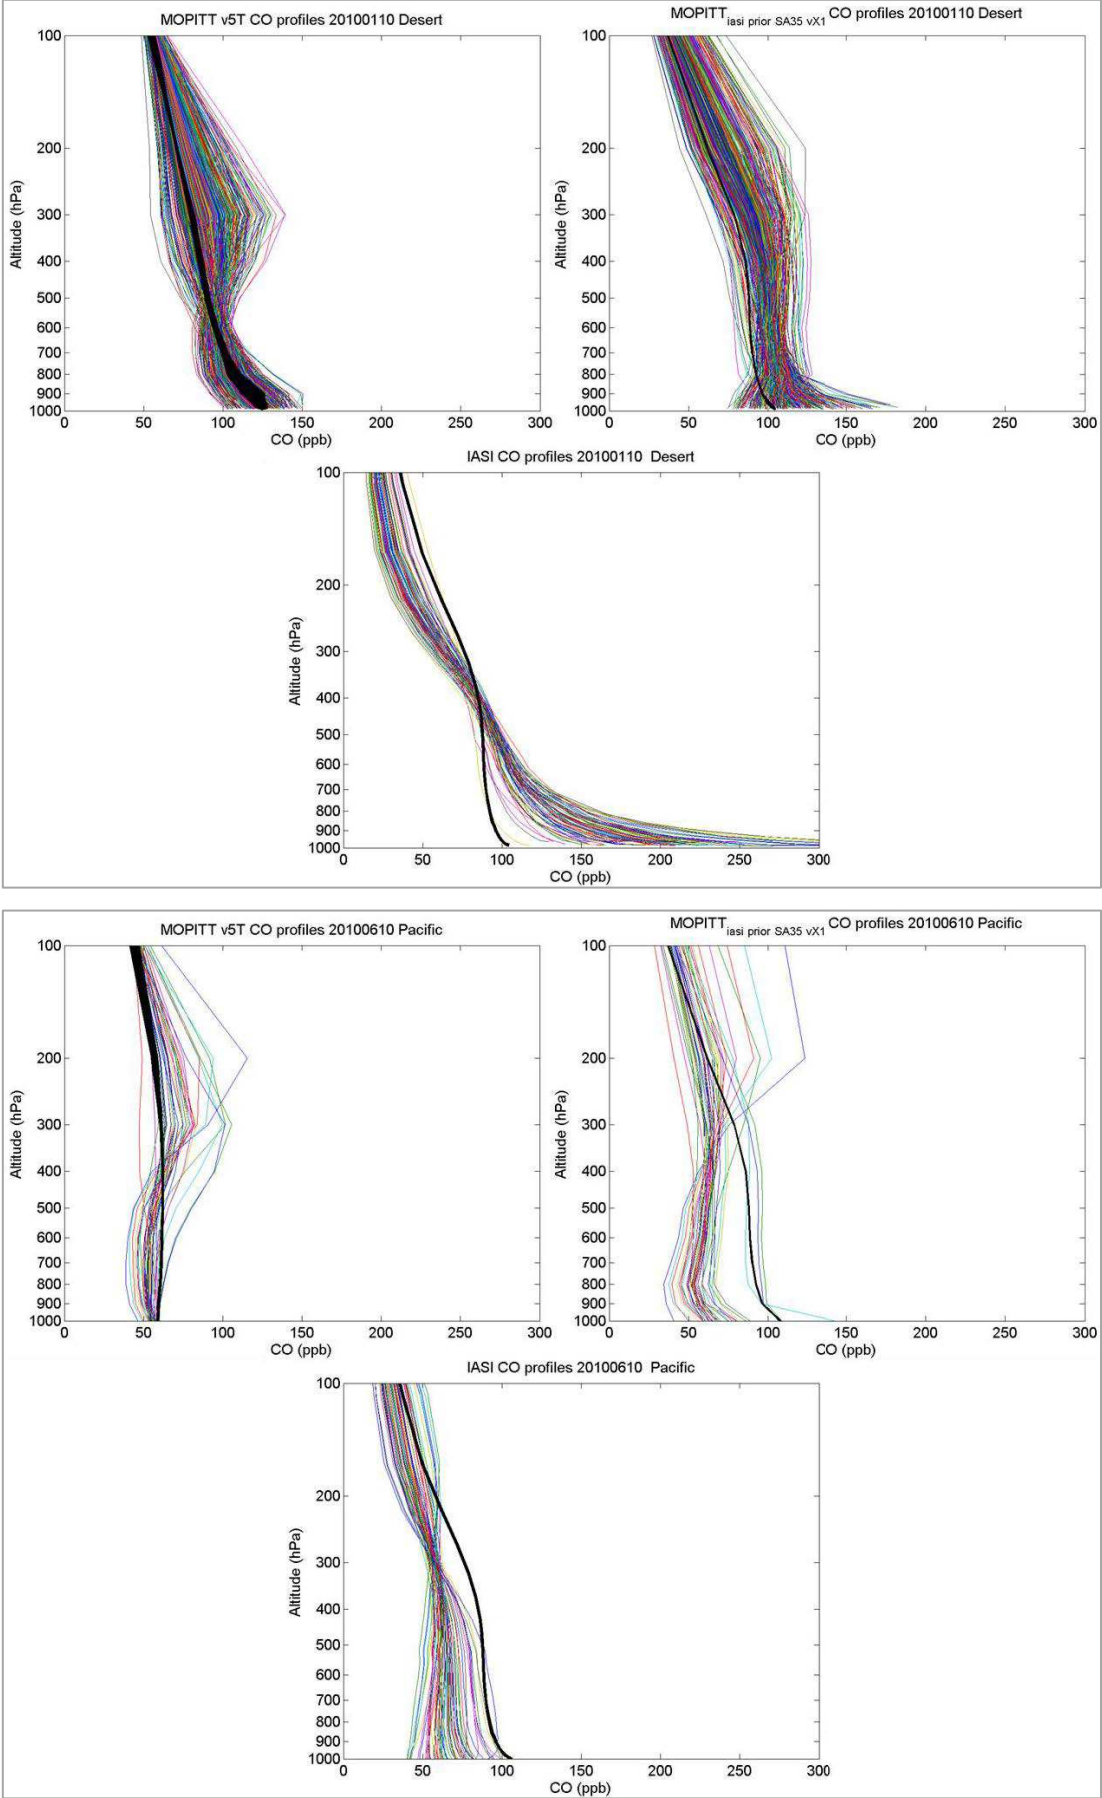 MOPITT v5T CO profiles 20100110 Desert
100
200
300
400
500
600
700
800
900
1000
Altitude (hPa)
0 50 100 150 200 250 300
CO (ppb)
MOPITT iasi prior SA35 vX1 CO profiles 20100110 Desert
100
200
300
400
500
600
700
800
900
1000
Altitude (hPa)
0 50 100 150 200 250 300
CO (ppb)
IASI CO profiles 20100110 Desert
100
200
300
400
500
600
700
800
900
1000
Altitude (hPa)
0 50 100 150 200 250 300
CO (ppb)
MOPITT v5T CO profiles 20100610 Pacific
100
200
300
400
500
600
700
800
900
1000
Altitude (hPa)
0 50 100 150 200 250 300
CO (ppb)
MOPITT iasi prior SA35 vX1 CO profiles 20100610 Pacific
100
200
300
400
500
600
700
800
900
1000
Altitude (hPa)
0 50 100 150 200 250 300
CO (ppb)
IASI CO profiles 20100610 Pacific
100
200
300
400
500
600
700
800
900
1000
Altitude (hPa)
0 50 100 150 200 250 300
CO (ppb)